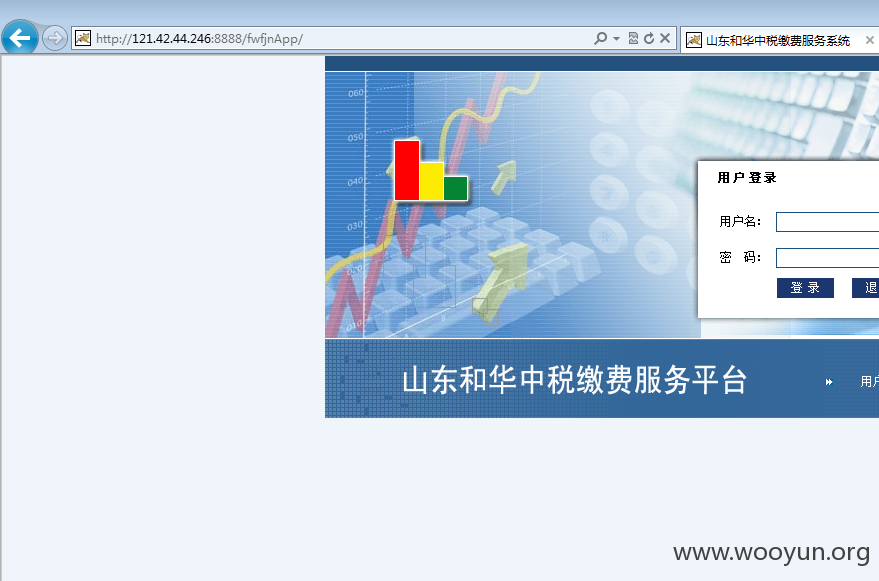 http://121.42.44.246:8888/fwfjnApp/
山东和华中税缴费服务系统
060
050
040
030
用户登录
用户名：
密 码：
登 录
退
山东和华中税缴费服务平台
用户
www.wooyun.org